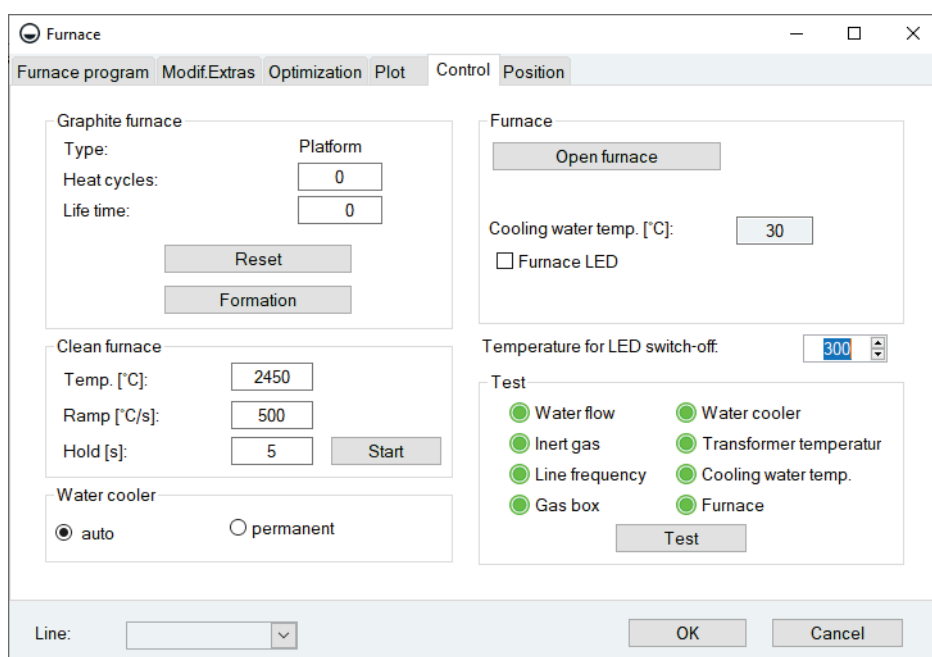 Furnace
Furnace program Modif.Extras Optimization Plot Control Position
Graphite furnace
Type: Platform
Heat cycles: 0
Life time: 0
Reset
Formation
Furnace
Open furnace
Cooling water temp. [°C]: 30
Furnace LED
Clean furnace
Temp. [°C]: 2450
Ramp [°C/s]: 500
Hold [s]: 5 Start
Temperature for LED switch-off: 300
Test
Water flow Water cooler
Inert gas Transformer temperatur
Line frequency Cooling water temp.
Gas box Furnace
Test
Water cooler
auto permanent
Line:
OK Cancel